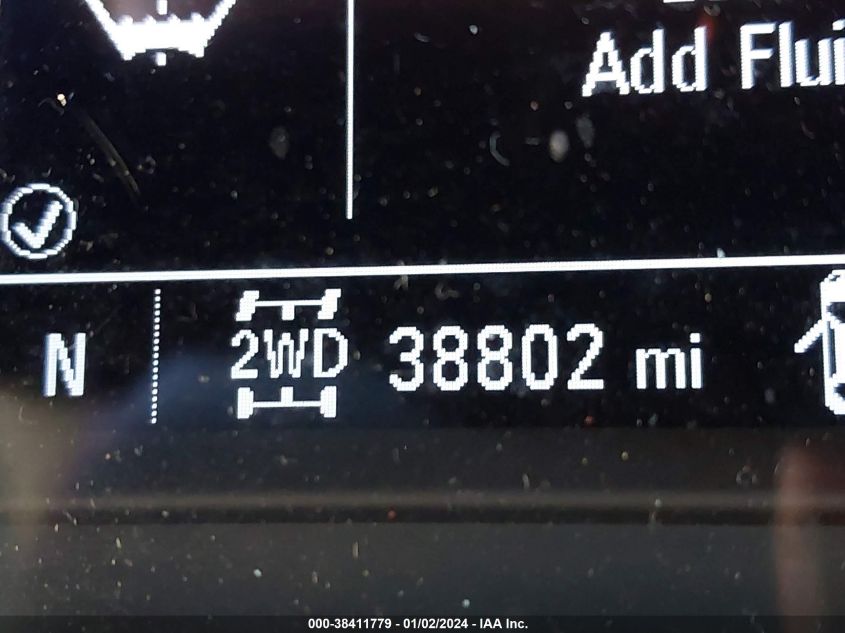 Add Flui
N
2WD
38802 mi
000-38411779 - 01/02/2024 - IAA Inc.